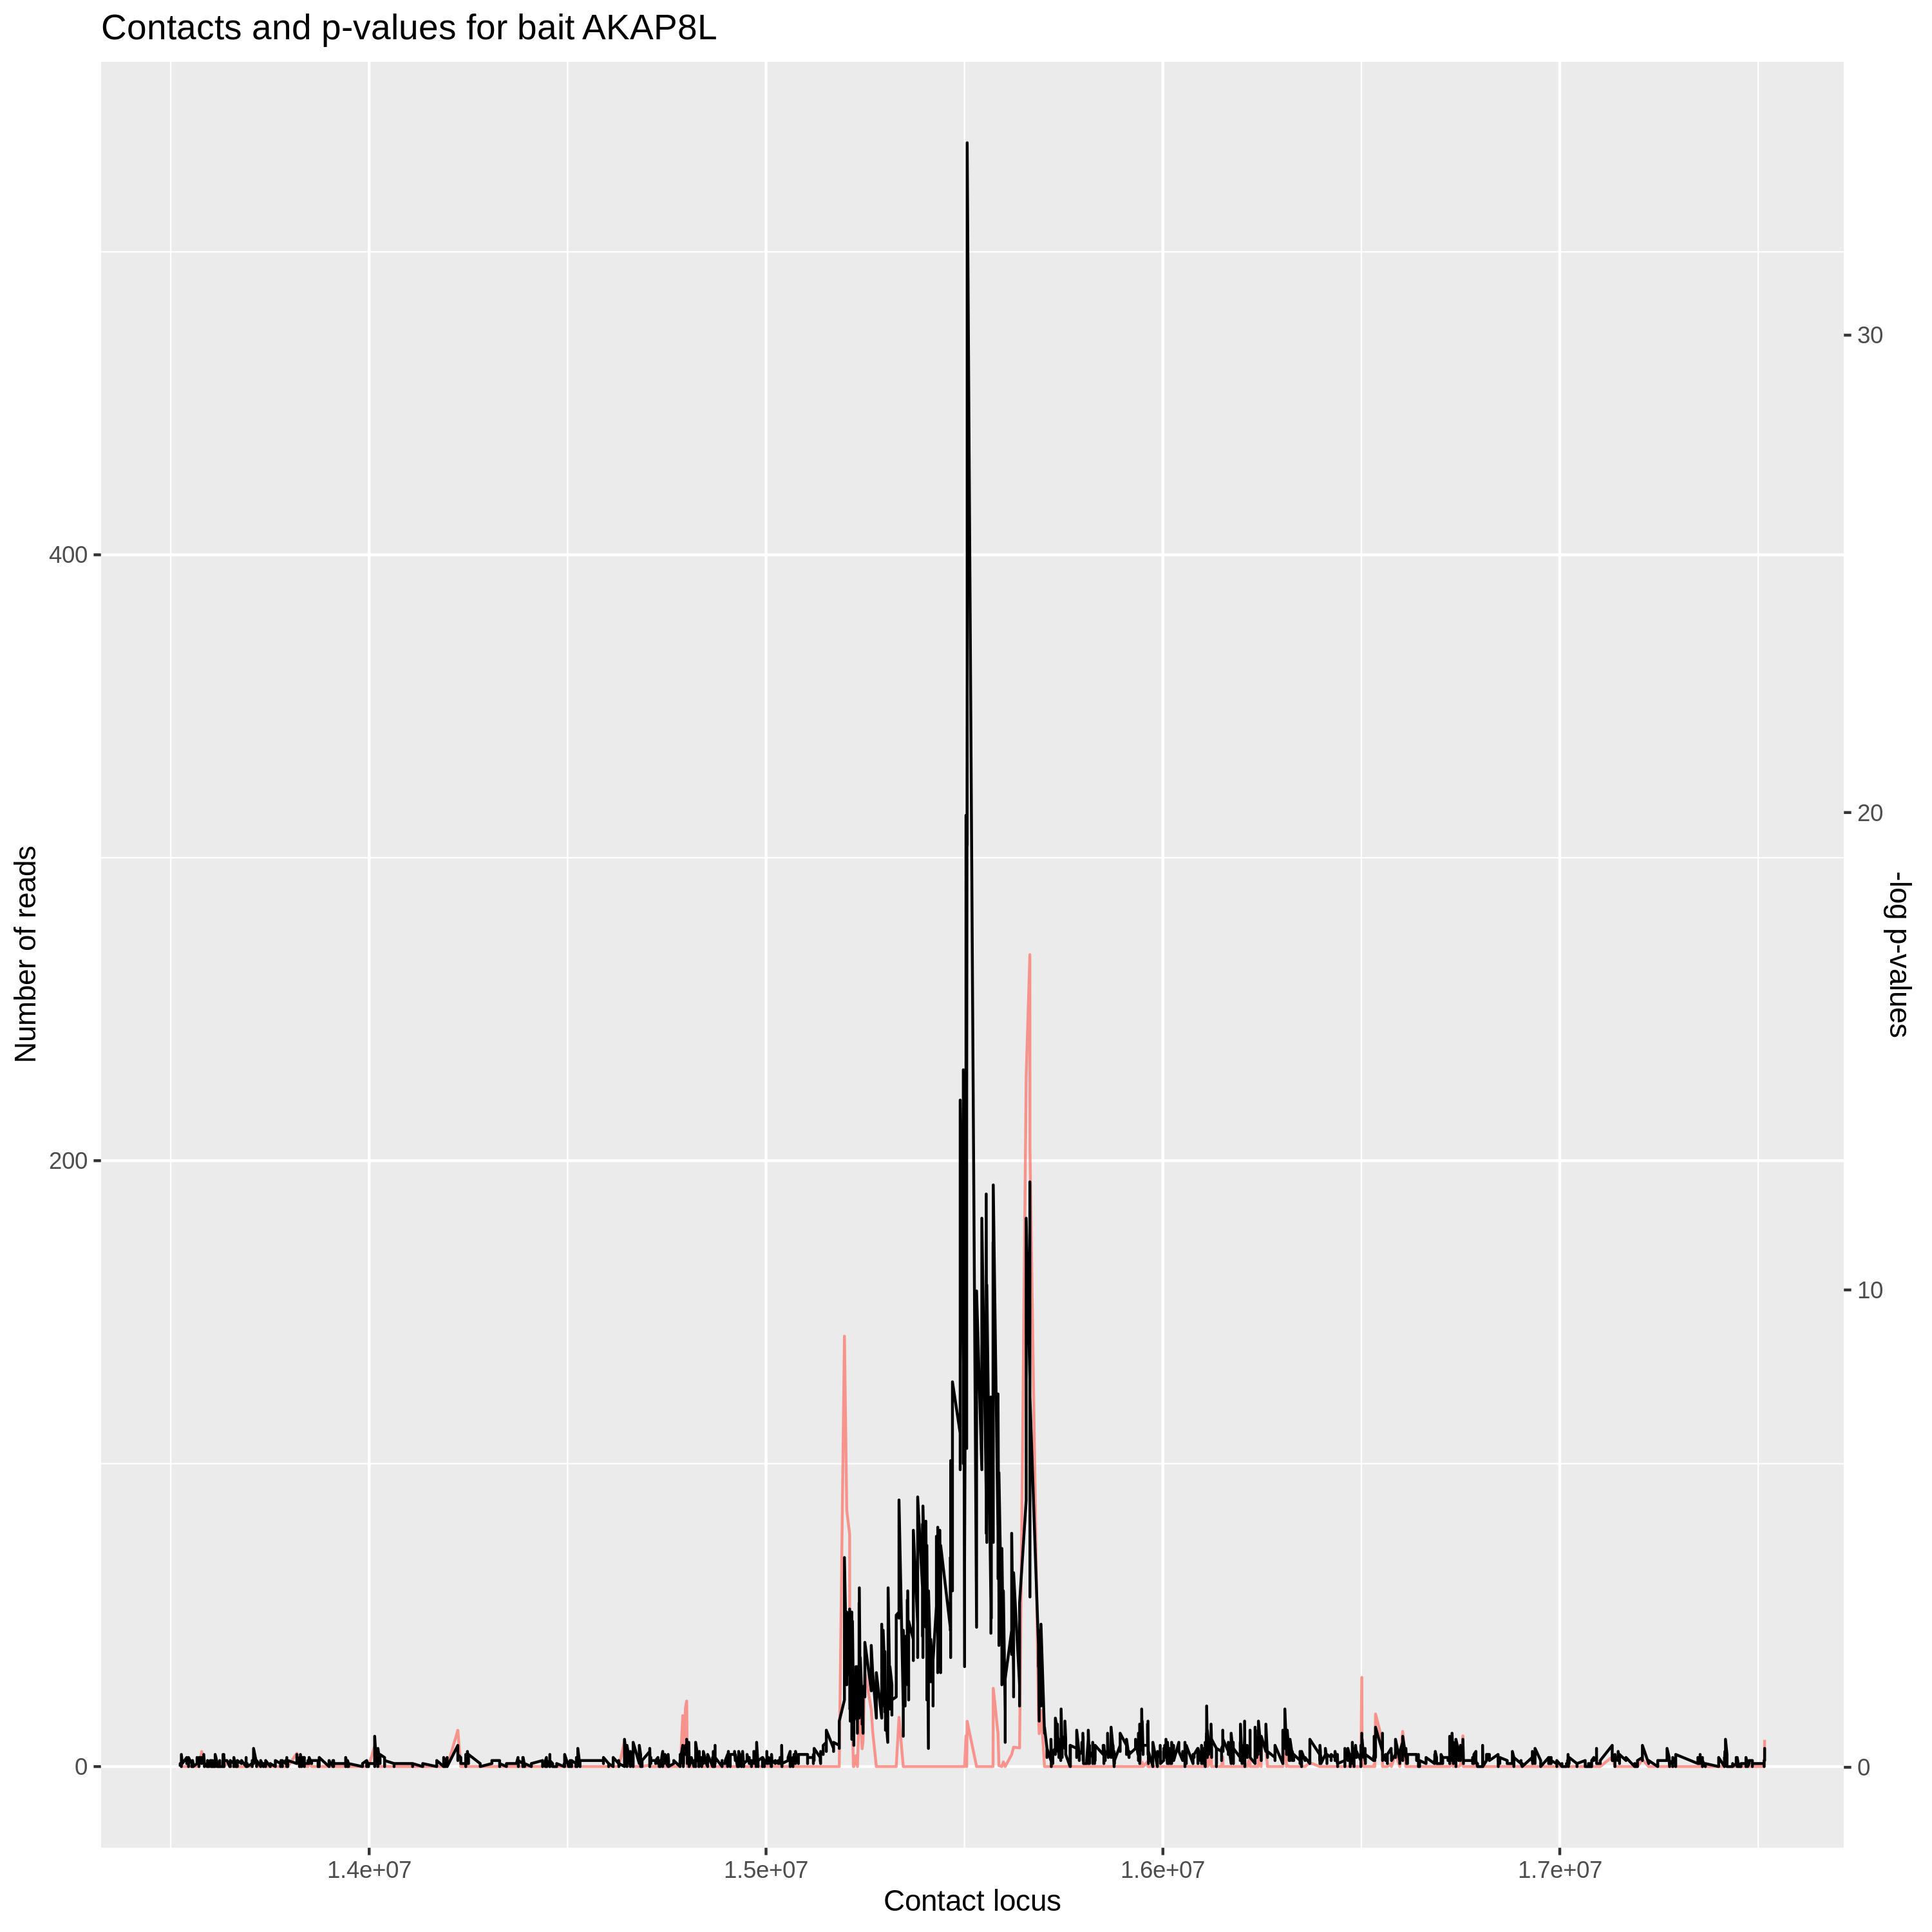 Contacts and p-values for bait AKAP8L
Number of reads
400
200
0
30
20
10
0
-log p-values
1.4e+07
1.5e+07
1.6e+07
1.7e+07
Contact locus